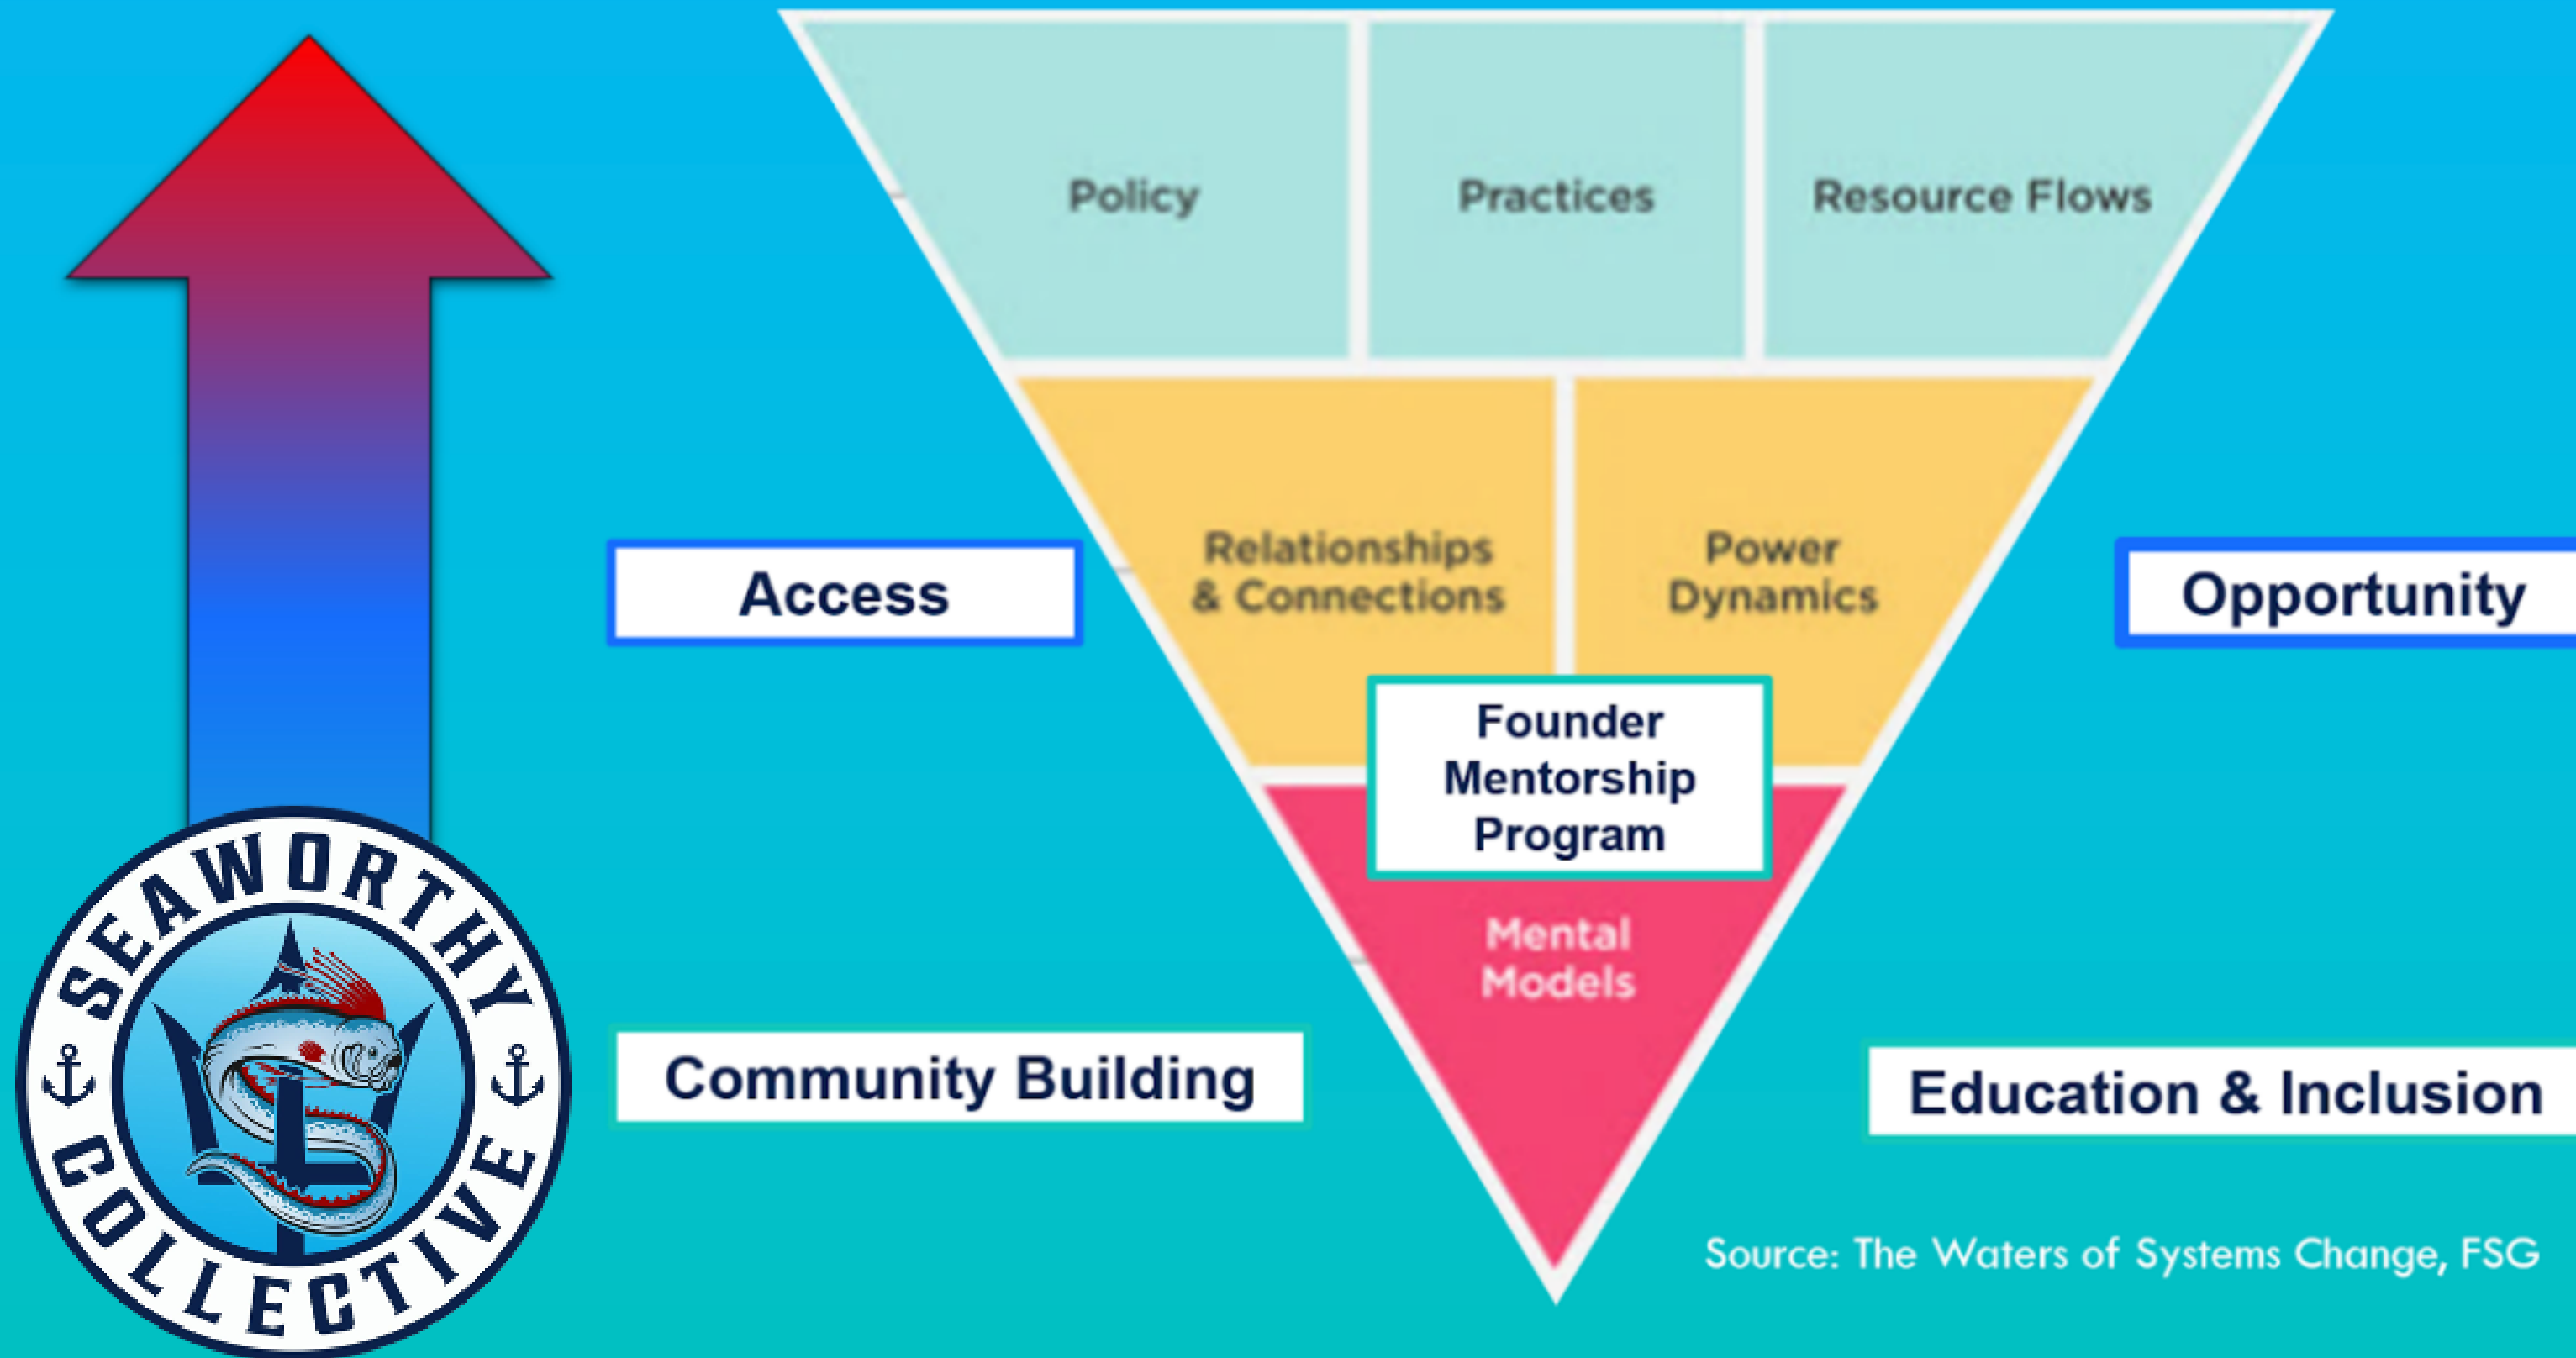 Policy
Practices
Resource Flows
Relationships
& Connections
Power
Dynamics
Access
Opportunity
Founder
Mentorship
Program
Mental
Models
Community Building
Education & Inclusion
SEAWORTHY
COLLECTIVE
Source: The Waters of Systems Change, FSG